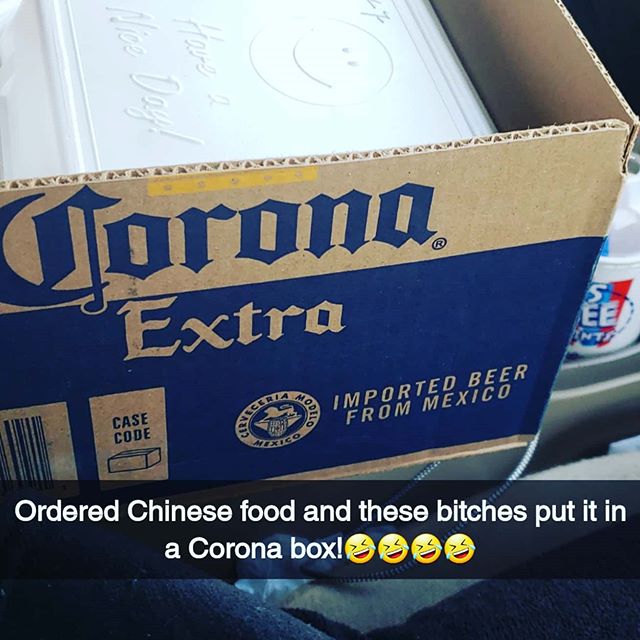 Have a
Nice Day!
Corona®
Extra
CASE
CODE
CERVECERIA MODELO
MEXICO
IMPORTED BEER
FROM MEXICO
Ordered Chinese food and these bitches put it in
a Corona box!🤣🤣🤣🤣